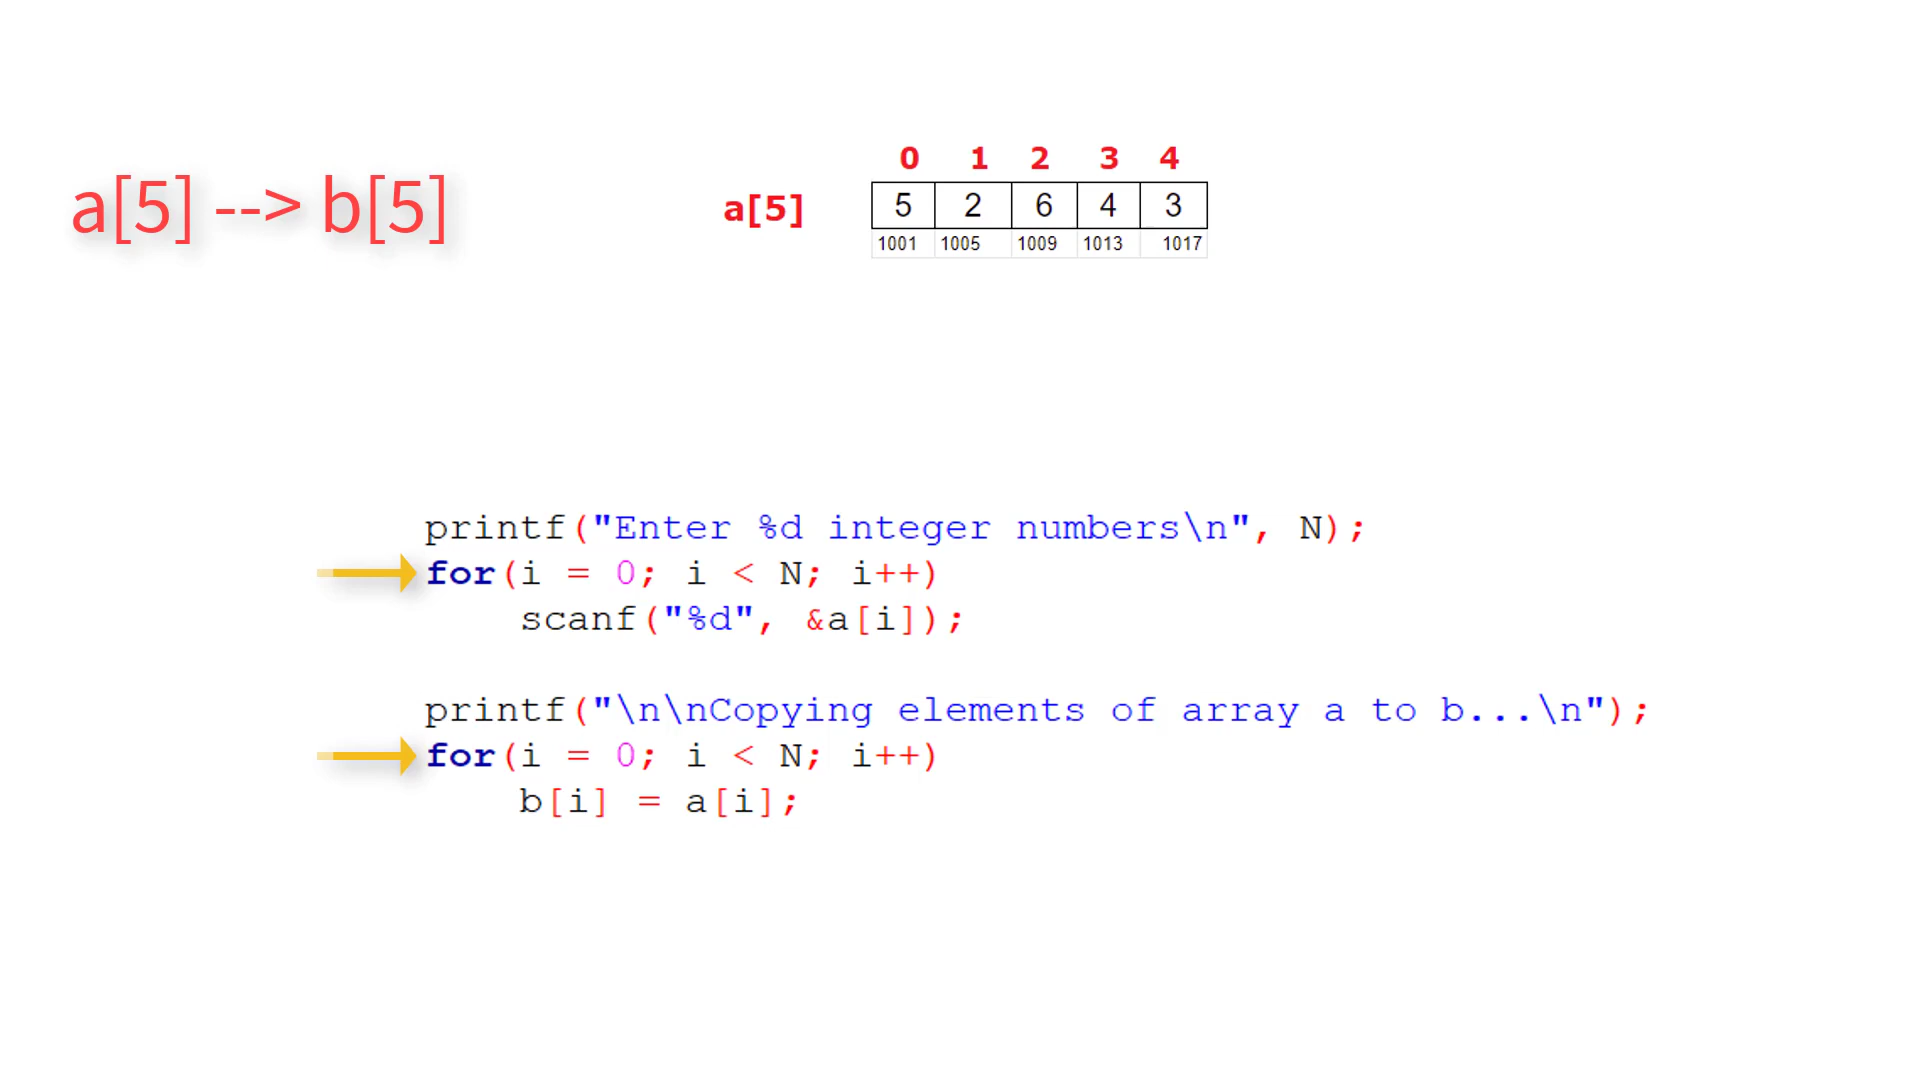 a[5] --> b[5]
0 1 2 3 4
a[5] 5 2 6 4 3
1001 1005 1009 1013 1017
printf("Enter %d integer numbers\n", N);
for(i = 0; i < N; i++)
scanf("%d", &a[i]);
printf("\n\nCopying elements of array a to b...\n");
for(i = 0; i < N; i++)
b[i] = a[i];